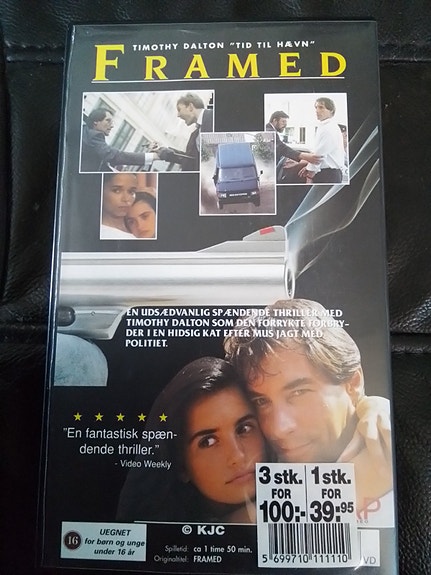 TIMOTHY DALTON "TID TIL HÆVN"
FRAMED
EN UDSÆDVANLIG SPÆNDENDE THRILLER MED
TIMOTHY DALTON SOM DEN FORRYKTE FORBRY-
DER I EN HIDSIG KAT EFTER MUS JAGT MED
POLITIET.
★ ★ ★ ★ ★
"En fantastisk spæn-
dende thriller."
- Video Weekly
3 stk.
FOR
100:-
1 stk.
FOR
39.95
5 699710 111110
16
UEGNET
for børn og unge
under 16 år
© KJC
Spilletid: ca 1 time 50 min.
Originaltitel: FRAMED
P
VD